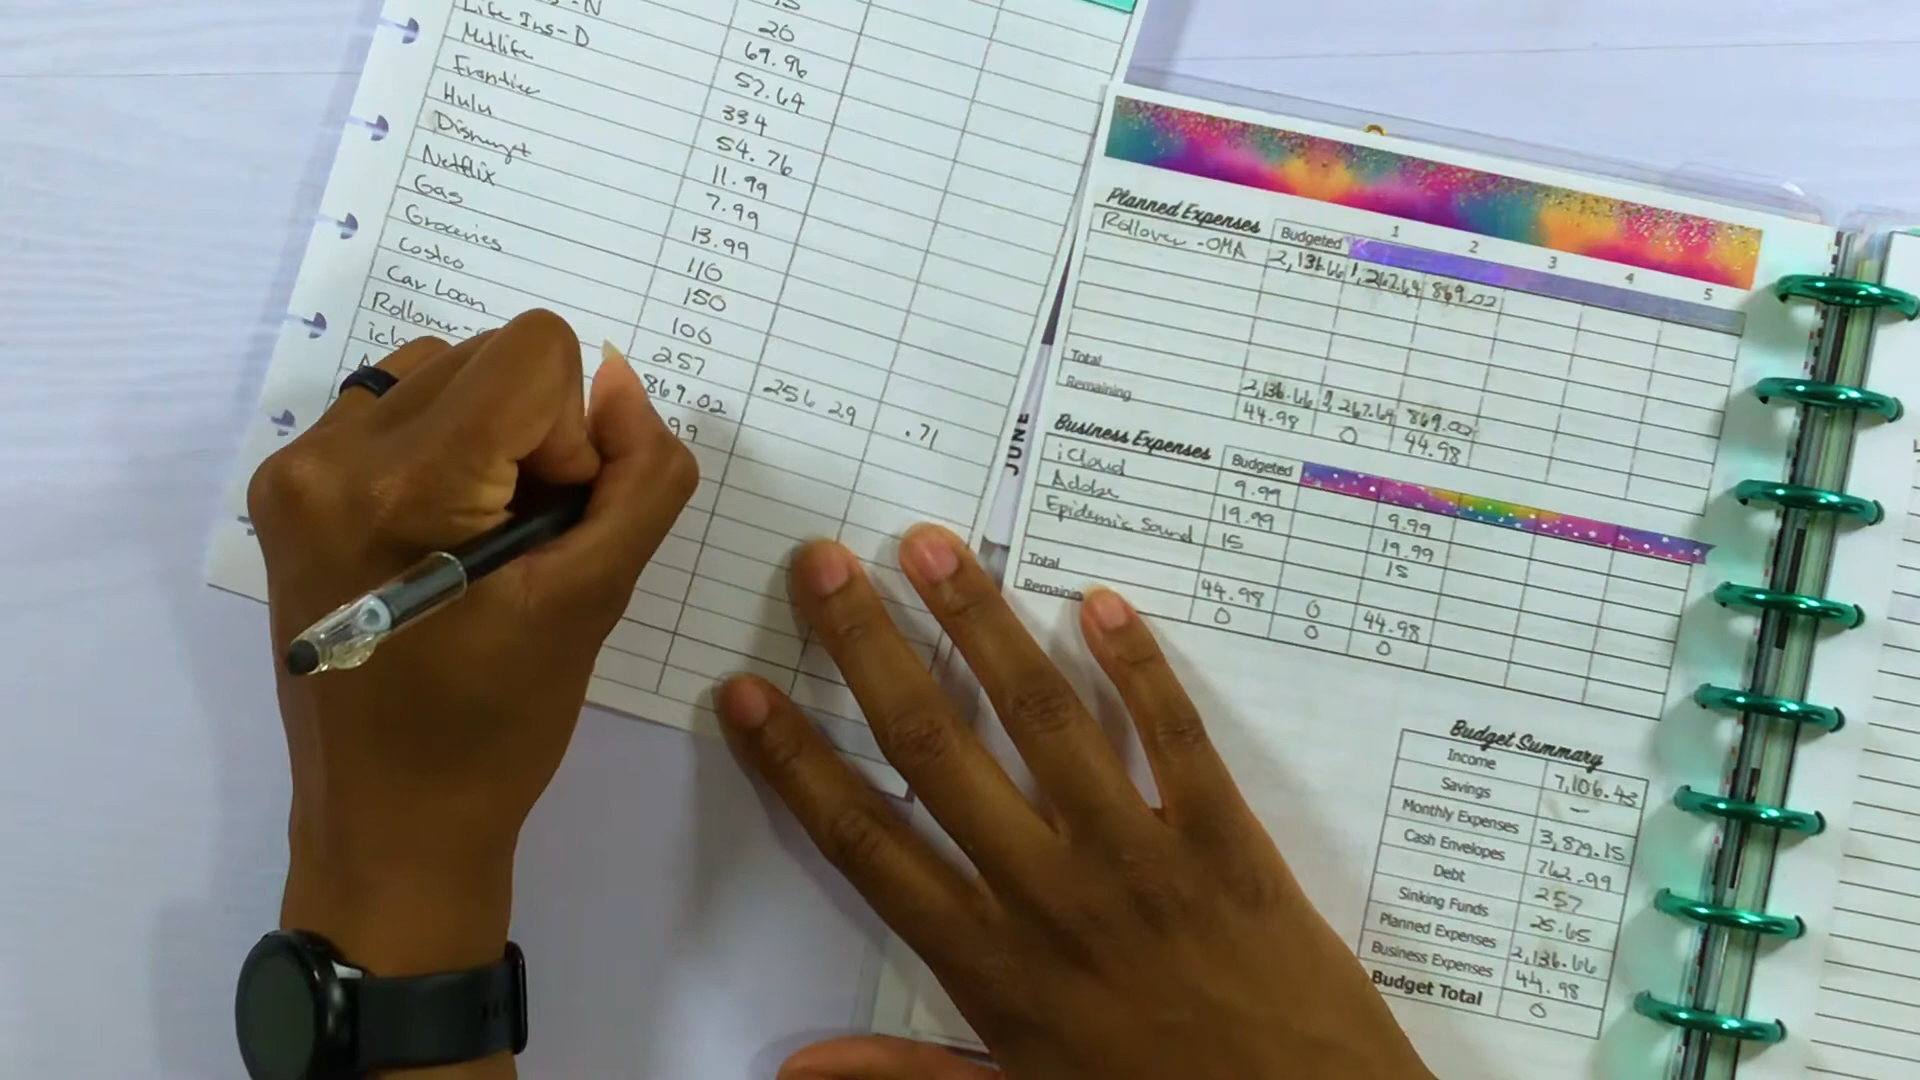 15
Life Ins-D 20
Metlife 69.96
Frontier 52.64
Hulu 334
Disney+ 54.76
Netflix 11.99
Gas 7.99
Groceries 13.99
Costco 110
Car Loan 150
100
257 256 29 .71
869.02
99
JUNE
Planned Expenses Budgeted 1 2 3 4 5
Rollover -OMA 2,136.66 1,267.64 869.02
Total 2,136.66 1,267.64 869.02
Remaining 44.98 0 44.98
Business Expenses Budgeted
iCloud 9.99 9.99
Adobe 19.99 19.99
Epidemic Sound 15 15
Total 44.98 0 44.98
0 0 0
Budget Summary
Income 7,106.43
Savings —
Monthly Expenses 3,879.15
Cash Envelopes 762.99
Debt 257
Sinking Funds 25.65
Planned Expenses 2,136.66
Business Expenses 44.98
Budget Total 0